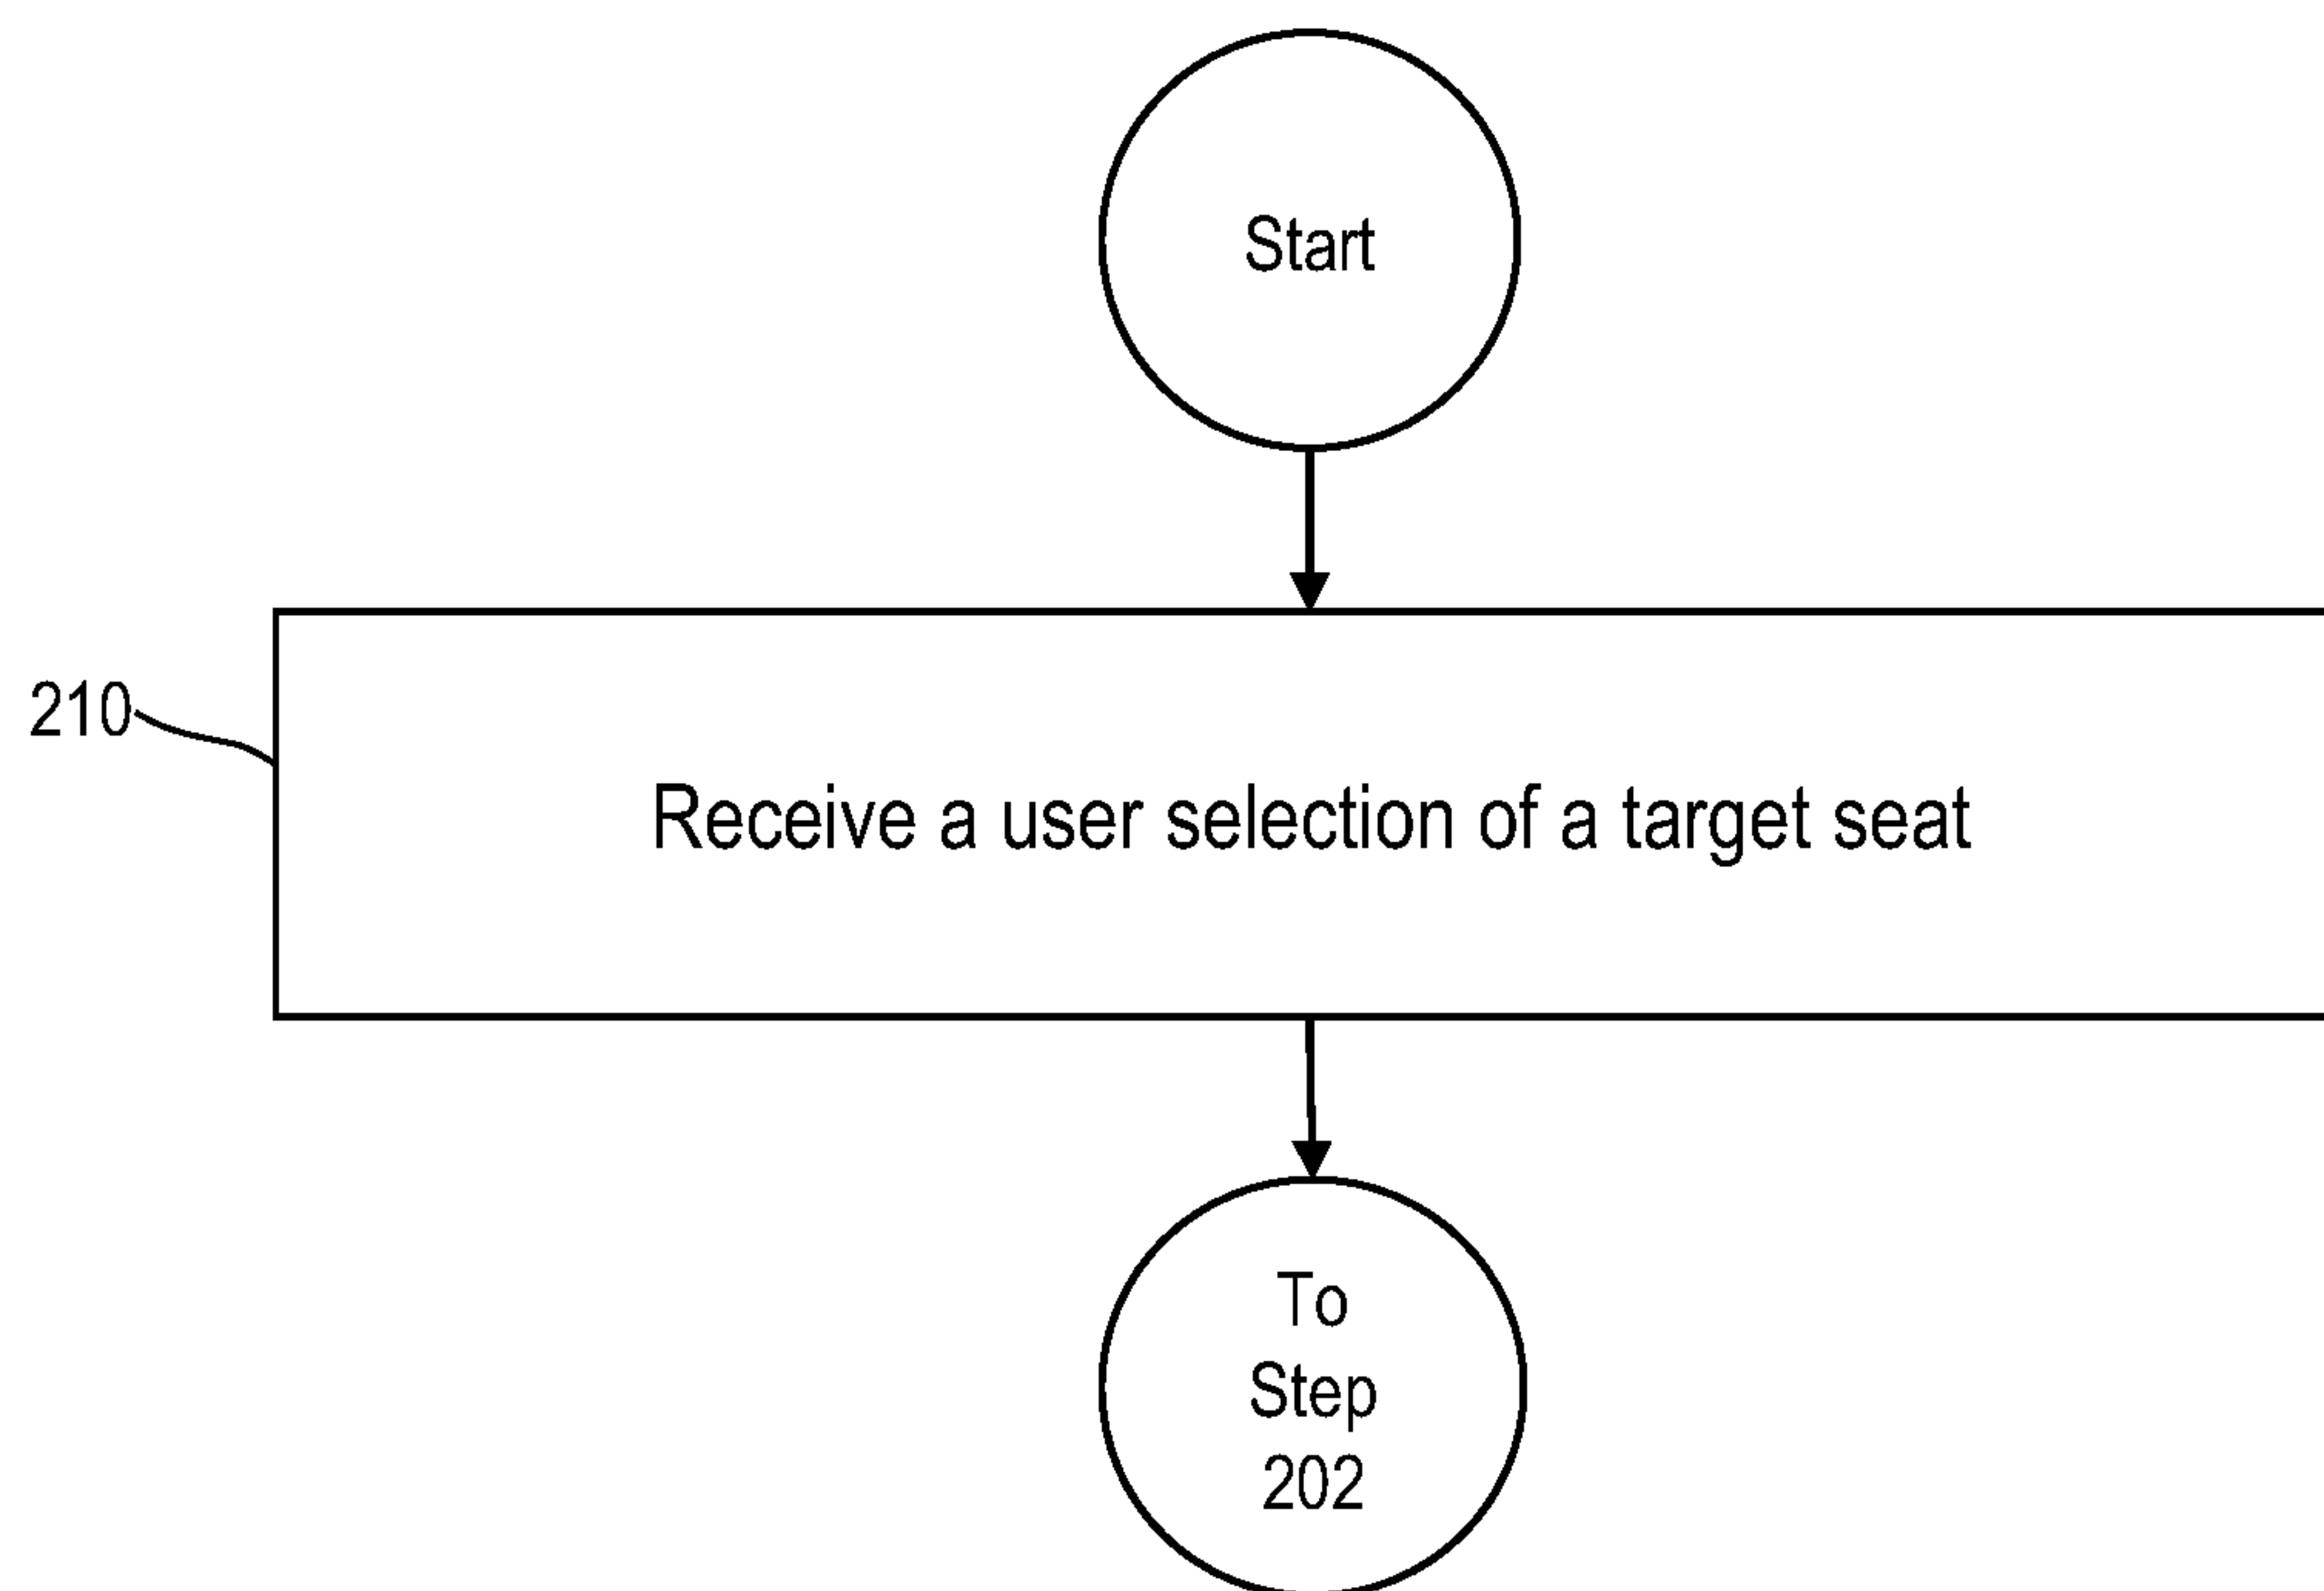 Start
210
Receive a user selection of a target seat
To
Step
202